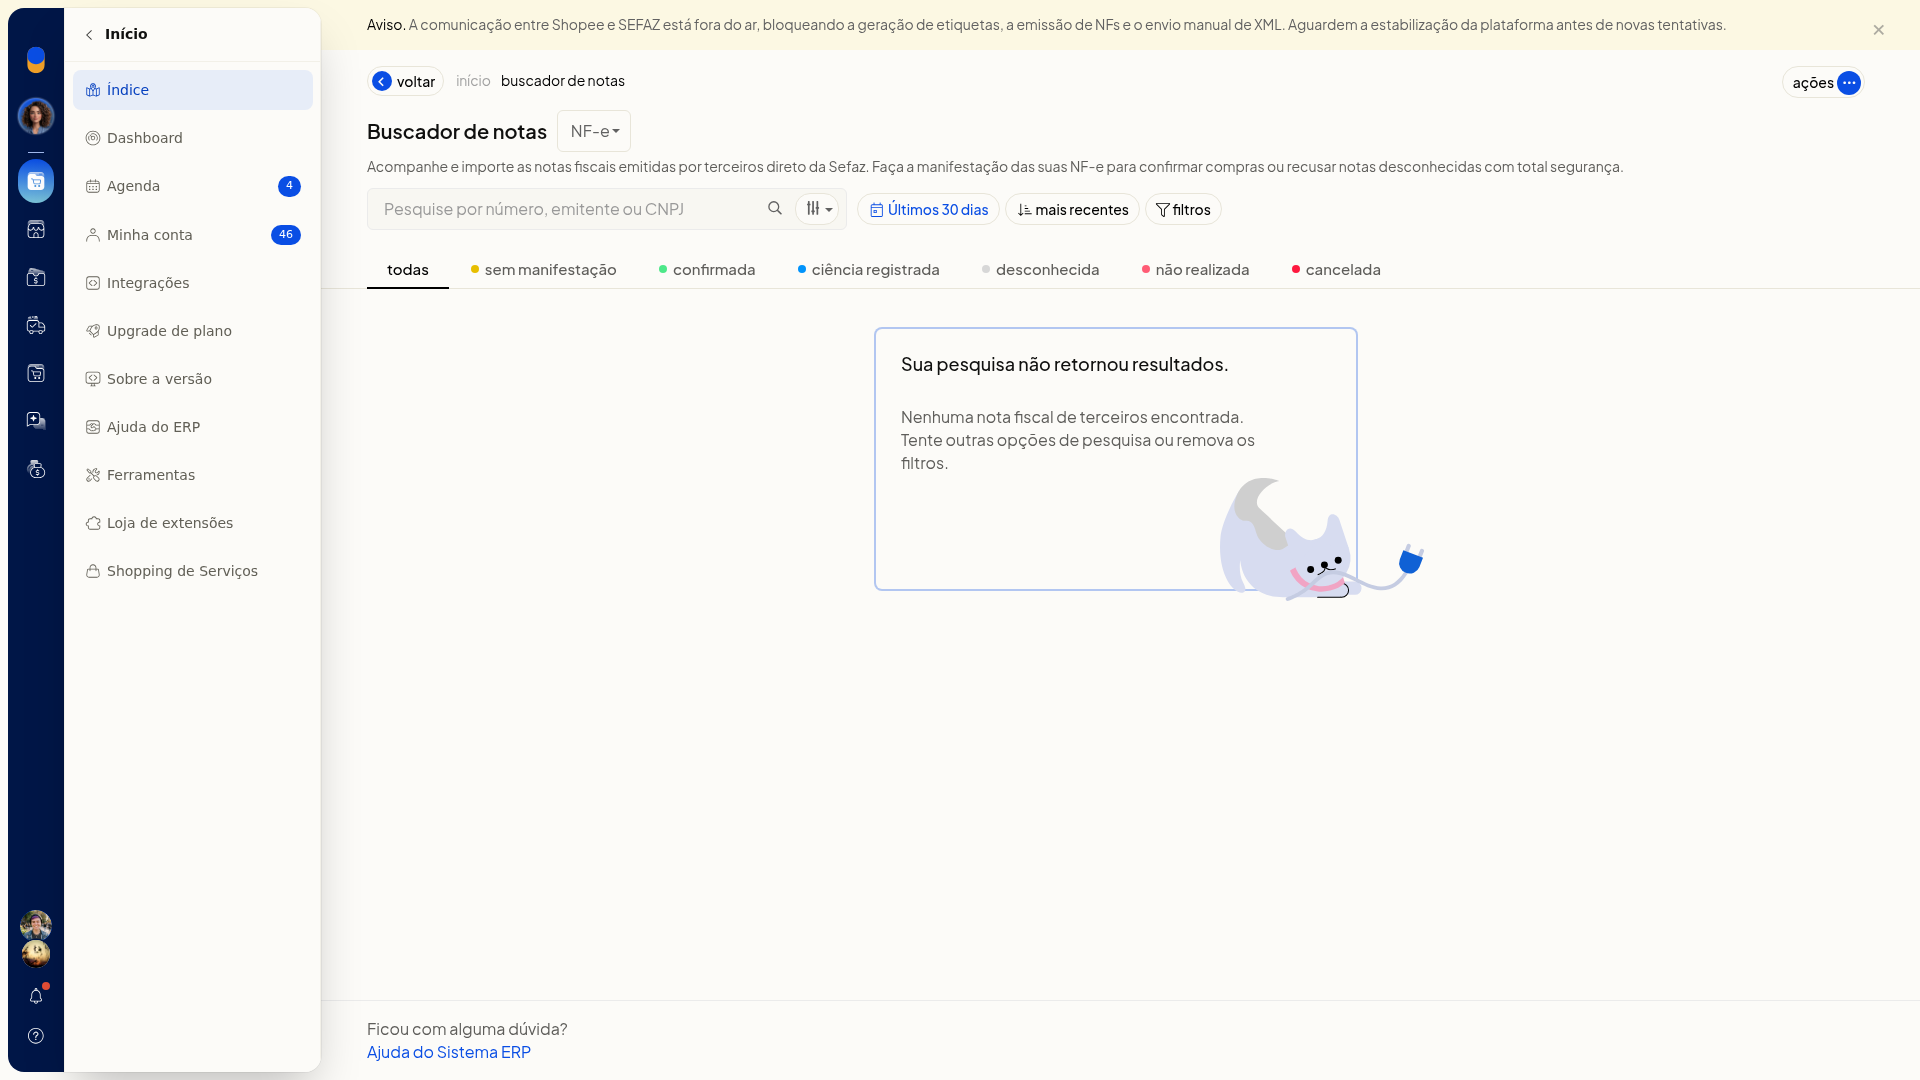 Início
Índice
Dashboard
Agenda 4
Minha conta 46
Integrações
Upgrade de plano
Sobre a versão
Ajuda do ERP
Ferramentas
Loja de extensões
Shopping de Serviços
Aviso. A comunicação entre Shopee e SEFAZ está fora do ar, bloqueando a geração de etiquetas, a emissão de NFs e o envio manual de XML. Aguardem a estabilização da plataforma antes de novas tentativas.
voltar início buscador de notas ações
Buscador de notas NF-e
Acompanhe e importe as notas fiscais emitidas por terceiros direto da Sefaz. Faça a manifestação das suas NF-e para confirmar compras ou recusar notas desconhecidas com total segurança.
Pesquise por número, emitente ou CNPJ Últimos 30 dias mais recentes filtros
todas sem manifestação confirmada ciência registrada desconhecida não realizada cancelada
Sua pesquisa não retornou resultados.
Nenhuma nota fiscal de terceiros encontrada.
Tente outras opções de pesquisa ou remova os
filtros.
Ficou com alguma dúvida?
Ajuda do Sistema ERP